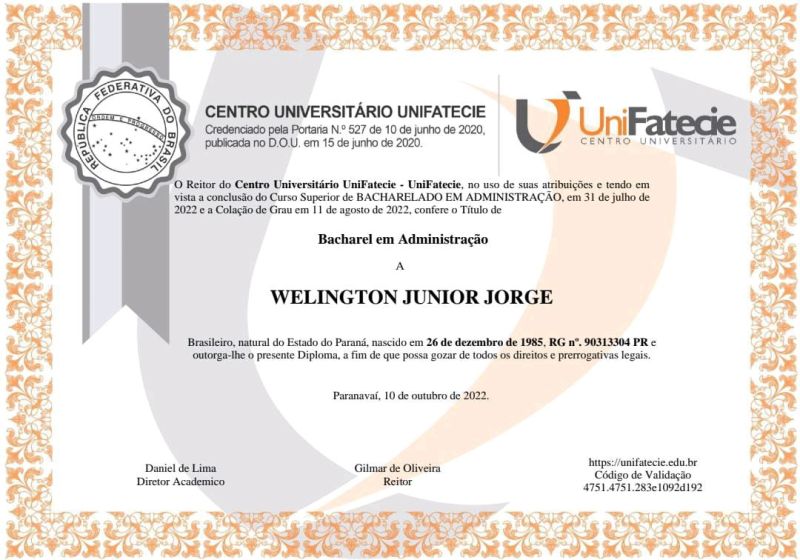 REPÚBLICA FEDERATIVA DO BRASIL
ORDEM E PROGRESSO
CENTRO UNIVERSITÁRIO UNIFATECIE
Credenciado pela Portaria N.º 527 de 10 de junho de 2020,
publicada no D.O.U. em 15 de junho de 2020.
UniFatecie
CENTRO UNIVERSITÁRIO
O Reitor do Centro Universitário UniFatecie - UniFatecie, no uso de suas atribuições e tendo em
vista a conclusão do Curso Superior de BACHARELADO EM ADMINISTRAÇÃO, em 31 de julho de
2022 e a Colação de Grau em 11 de agosto de 2022, confere o Título de
Bacharel em Administração
A
WELINGTON JUNIOR JORGE
Brasileiro, natural do Estado do Paraná, nascido em 26 de dezembro de 1985, RG nº. 90313304 PR e
outorga-lhe o presente Diploma, a fim de que possa gozar de todos os direitos e prerrogativas legais.
Paranavaí, 10 de outubro de 2022.
Daniel de Lima
Diretor Academico
Gilmar de Oliveira
Reitor
https://unifatecie.edu.br
Código de Validação
4751.4751.283e1092d192